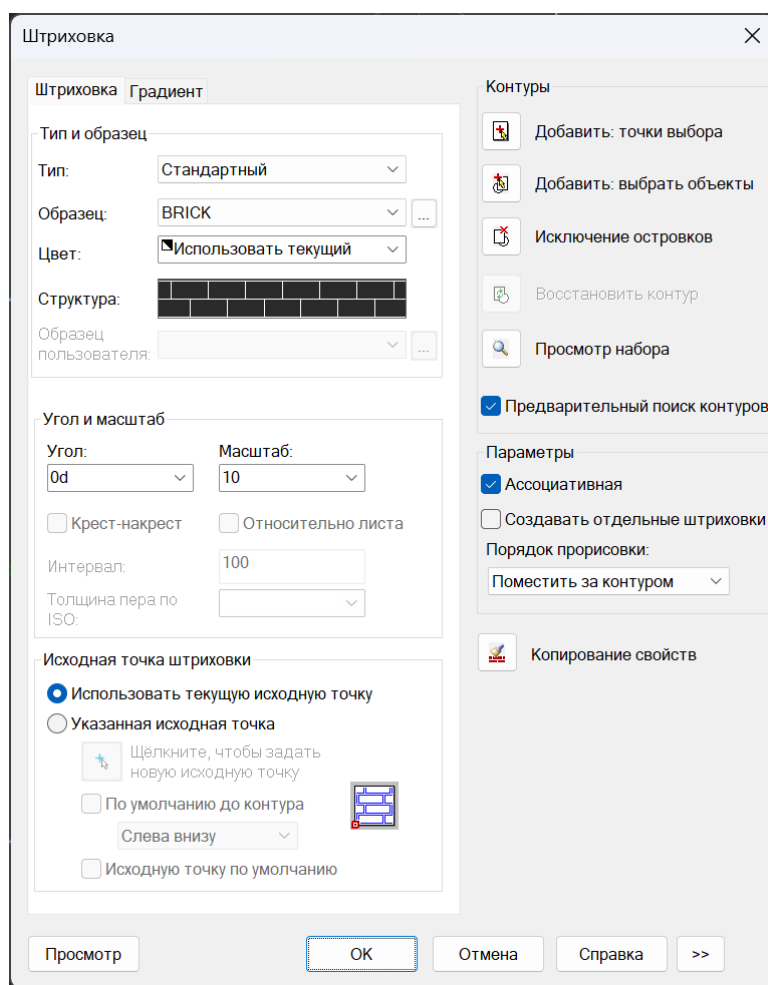 Штриховка
Штриховка Градиент
Тип и образец
Тип: Стандартный
Образец: BRICK ...
Цвет: Использовать текущий
Структура:
Образец
пользователя: ...
Угол и масштаб
Угол: Масштаб:
0d 10
Крест-накрест Относительно листа
Интервал: 100
Толщина пера по
ISO:
Исходная точка штриховки
Использовать текущую исходную точку
Указанная исходная точка
Щёлкните, чтобы задать
новую исходную точку
По умолчанию до контура
Слева внизу
Исходную точку по умолчанию
Контуры
Добавить: точки выбора
Добавить: выбрать объекты
Исключение островков
Восстановить контур
Просмотр набора
Предварительный поиск контуров
Параметры
Ассоциативная
Создавать отдельные штриховки
Порядок прорисовки:
Поместить за контуром
Копирование свойств
Просмотр OK Отмена Справка >>